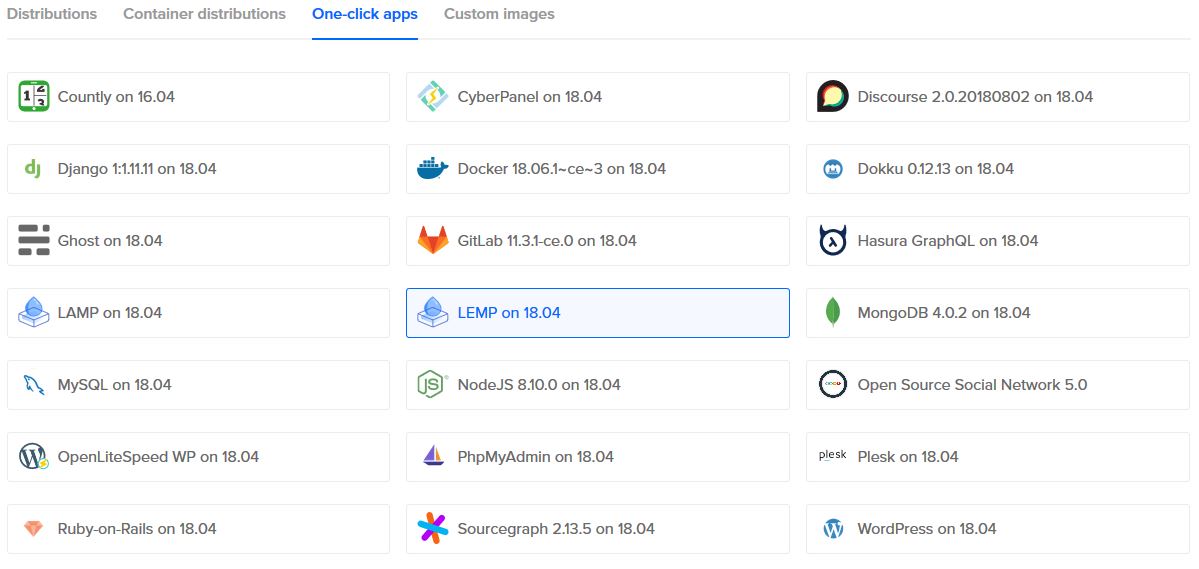 Distributions Container distributions One-click apps Custom images
Countly on 16.04 CyberPanel on 18.04 Discourse 2.0.20180802 on 18.04
Django 1:1.11.11 on 18.04 Docker 18.06.1~ce~3 on 18.04 Dokku 0.12.13 on 18.04
Ghost on 18.04 GitLab 11.3.1-ce.0 on 18.04 Hasura GraphQL on 18.04
LAMP on 18.04 LEMP on 18.04 MongoDB 4.0.2 on 18.04
MySQL on 18.04 NodeJS 8.10.0 on 18.04 Open Source Social Network 5.0
OpenLiteSpeed WP on 18.04 PhpMyAdmin on 18.04 plesk Plesk on 18.04
Ruby-on-Rails on 18.04 Sourcegraph 2.13.5 on 18.04 WordPress on 18.04